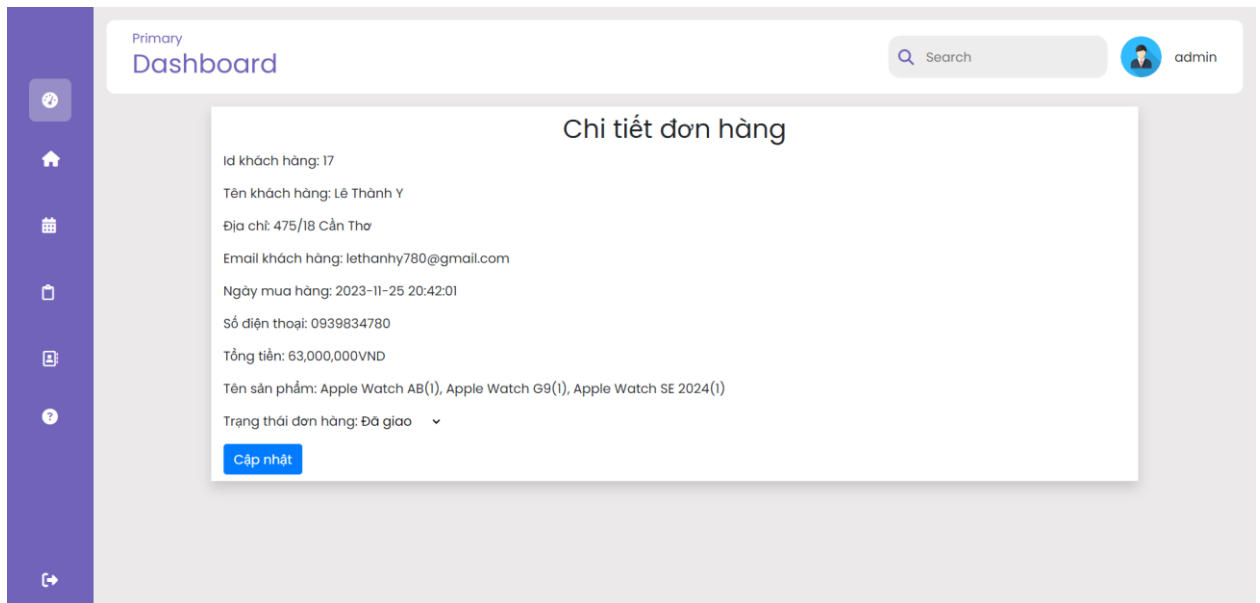 Primary
Dashboard
Search
admin
Chi tiết đơn hàng
Id khách hàng: 17
Tên khách hàng: Lê Thành Y
Địa chỉ: 475/18 Cần Thơ
Email khách hàng: lethanhy780@gmail.com
Ngày mua hàng: 2023-11-25 20:42:01
Số điện thoại: 0939834780
Tổng tiền: 63,000,000VND
Tên sản phẩm: Apple Watch AB(1), Apple Watch G9(1), Apple Watch SE 2024(1)
Trạng thái đơn hàng: Đã giao
Cập nhật